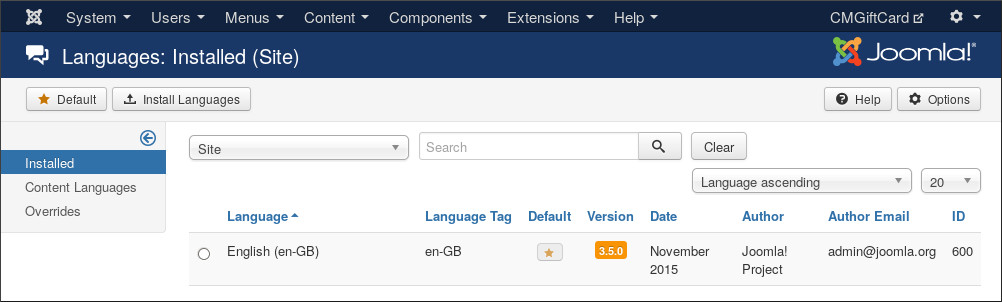 System Users Menus Content Components Extensions Help CMGiftCard
Languages: Installed (Site) Joomla!®
Default Install Languages Help Options
Site Search Clear
Installed
Language ascending 20
Content Languages
Overrides
Language Language Tag Default Version Date Author Author Email ID
English (en-GB) en-GB 3.5.0 November Joomla! admin@joomla.org 600
2015 Project